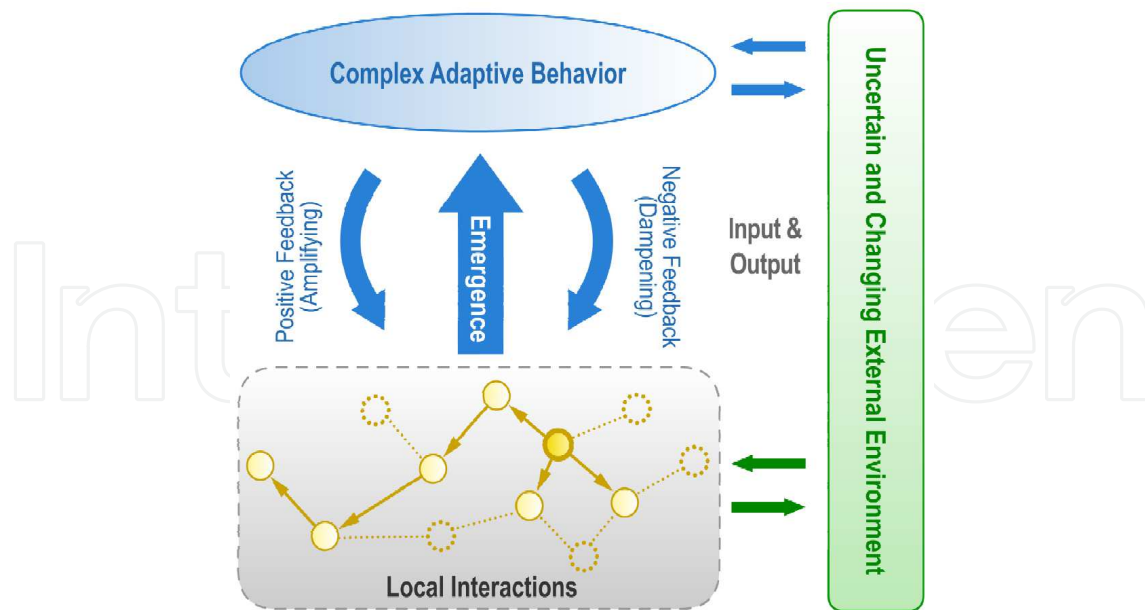 Complex Adaptive Behavior
Positive Feedback
(Amplifying)
Emergence
Negative Feedback
(Dampening)
Input &
Output
Uncertain and Changing External Environment
Local Interactions